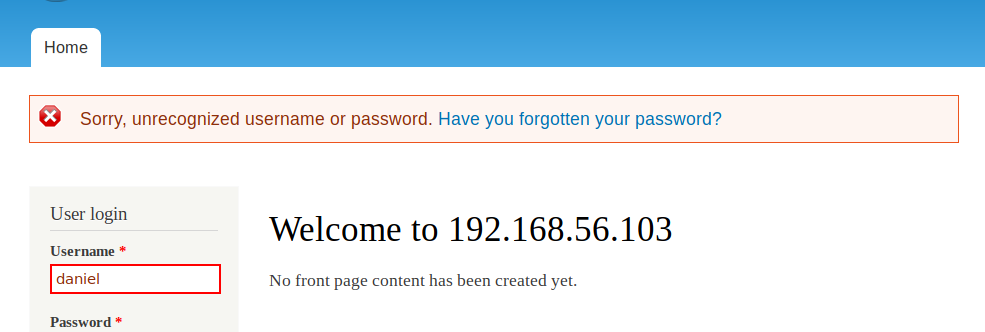 Home
Sorry, unrecognized username or password. Have you forgotten your password?
User login
Username *
daniel
Password *
Welcome to 192.168.56.103
No front page content has been created yet.